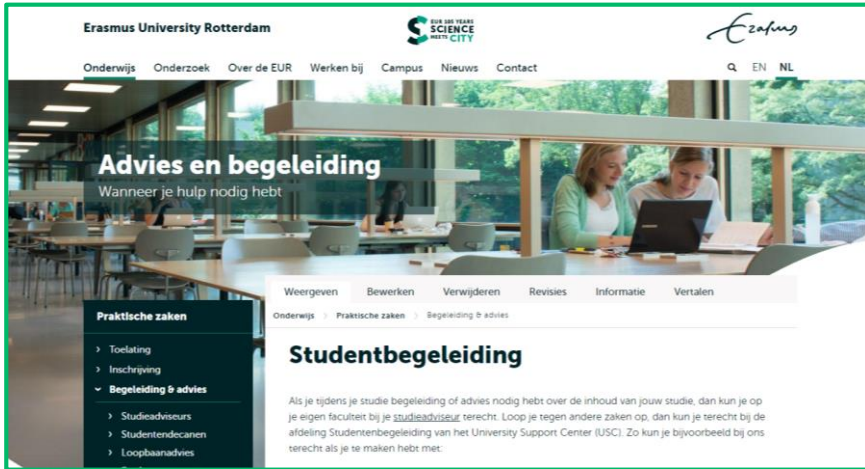 Erasmus University Rotterdam
EUR 105 YEARS
SCIENCE
MEETS CITY
Erasmus
Onderwijs Onderzoek Over de EUR Werken bij Campus Nieuws Contact EN NL
Advies en begeleiding
Wanneer je hulp nodig hebt
Weergeven Bewerken Verwijderen Revisies Informatie Vertalen
Praktische zaken
Onderwijs > Praktische zaken > Begeleiding & advies
> Toelating
> Inschrijving
Begeleiding & advies
> Studieadviseurs
> Studentendecanen
> Loopbaanadvies
Studentbegeleiding
Als je tijdens je studie begeleiding of advies nodig hebt over de inhoud van jouw studie, dan kun je op
je eigen faculteit bij je studieadviseur terecht. Loop je tegen andere zaken op, dan kun je terecht bij de
afdeling Studentenbegeleiding van het University Support Center (USC). Zo kun je bijvoorbeeld bij ons
terecht als je te maken hebt met: